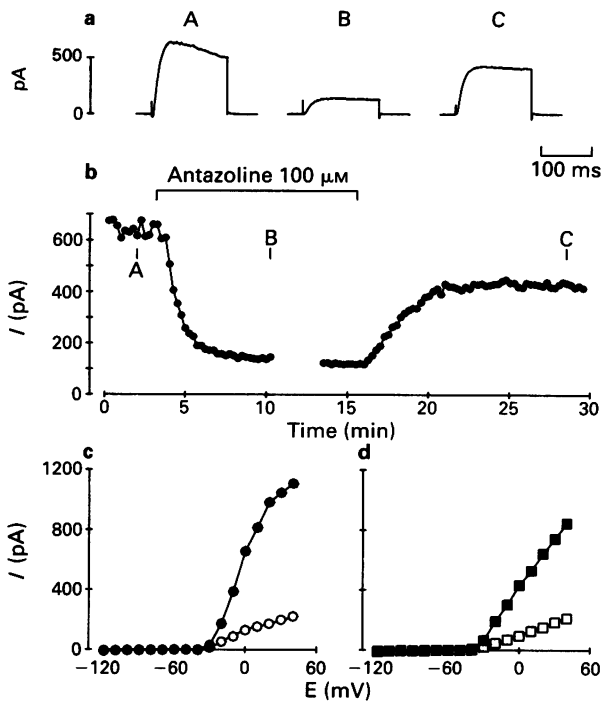 a A B C
500
pA
0
100 ms
b Antazoline 100 μM
600
400
200
0
I (pA)
A
B
C
0 5 10 15 20 25 30
Time (min)
c d
1200
800
400
0
I (pA)
−120 −60 0 60 −120 −60 0 60
E (mV)